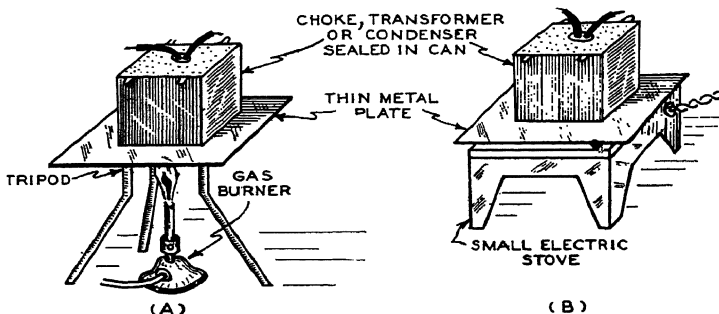 CHOKE, TRANSFORMER
OR CONDENSER
SEALED IN CAN
THIN METAL
PLATE
TRIPOD
GAS
BURNER
SMALL ELECTRIC
STOVE
(A)
(B)